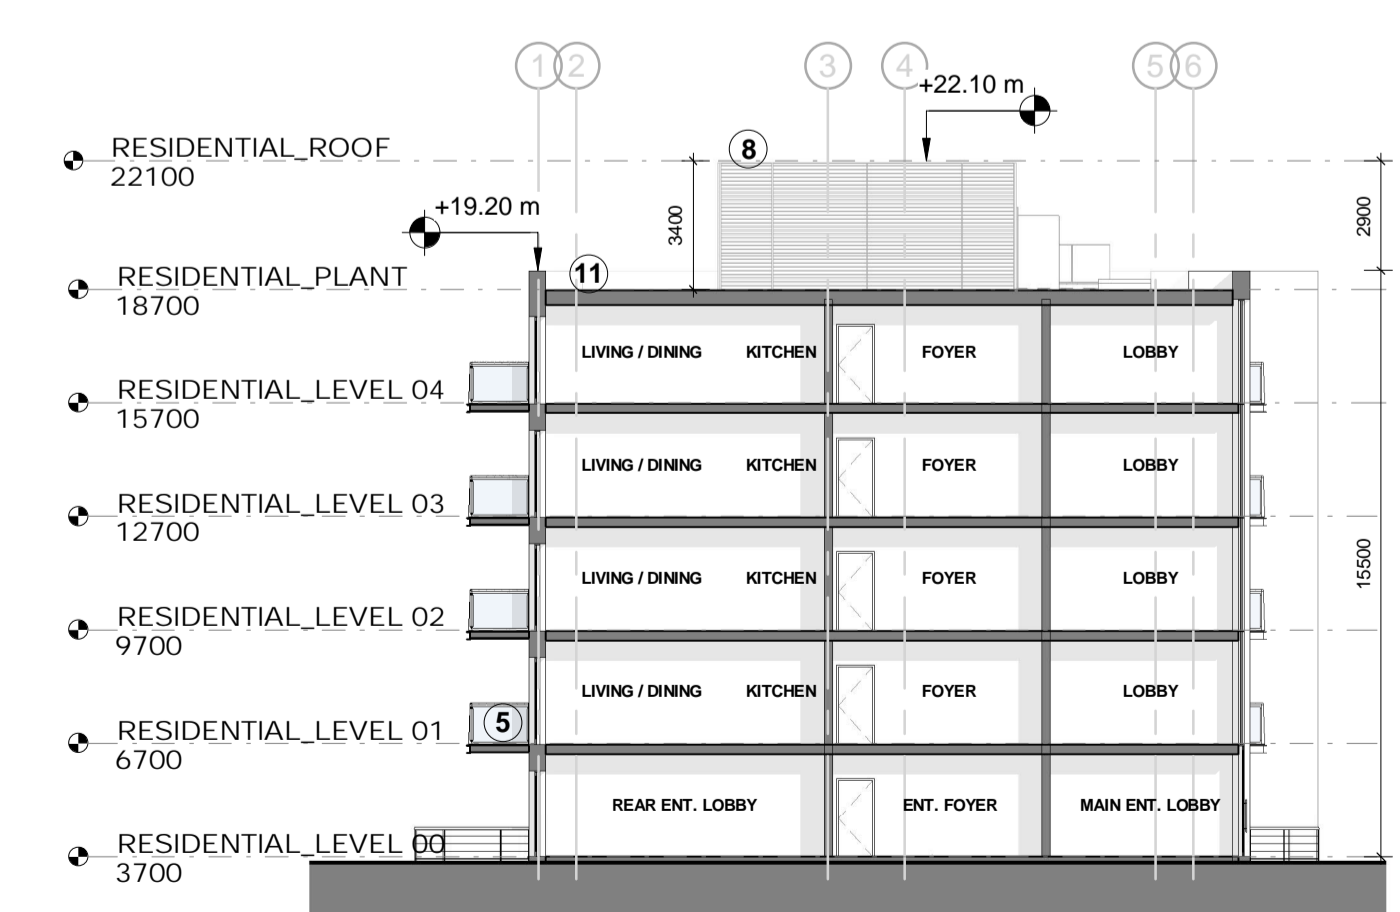 1 2 3 4 5 6
+22.10 m
RESIDENTIAL_ROOF
22100
8
+19.20 m
3400
2900
RESIDENTIAL_PLANT
18700
11
LIVING / DINING KITCHEN FOYER LOBBY
RESIDENTIAL_LEVEL 04
15700
LIVING / DINING KITCHEN FOYER LOBBY
RESIDENTIAL_LEVEL 03
12700
LIVING / DINING KITCHEN FOYER LOBBY
15500
RESIDENTIAL_LEVEL 02
9700
LIVING / DINING KITCHEN FOYER LOBBY
5
RESIDENTIAL_LEVEL 01
6700
REAR ENT. LOBBY ENT. FOYER MAIN ENT. LOBBY
RESIDENTIAL_LEVEL 00
3700